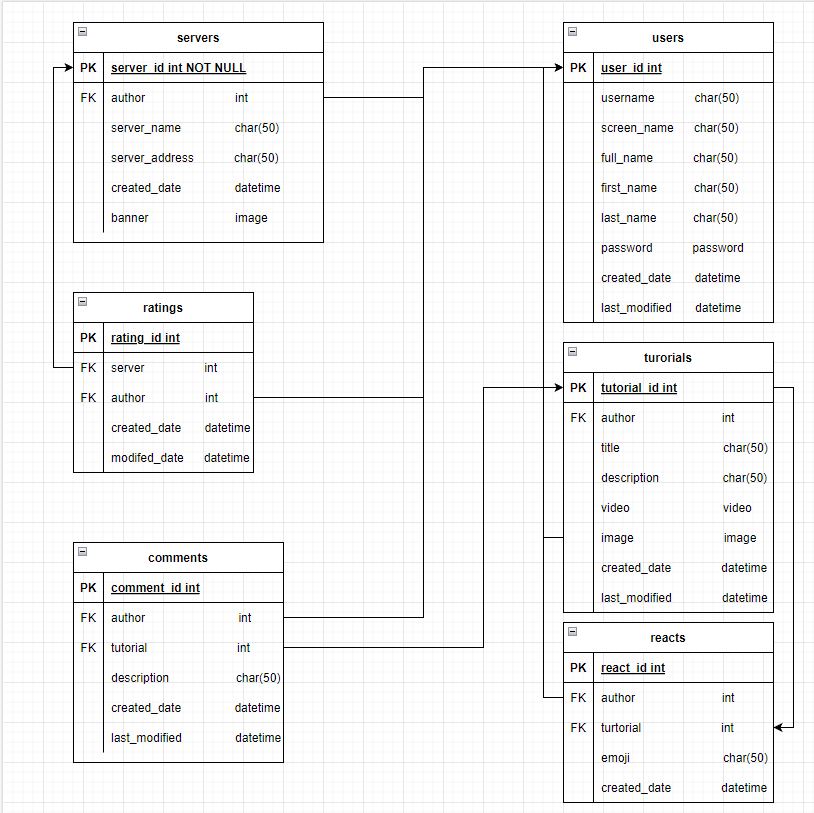 servers
PK server_id int NOT NULL
FK author int
server_name char(50)
server_address char(50)
created_date datetime
banner image
users
PK user_id int
username char(50)
screen_name char(50)
full_name char(50)
first_name char(50)
last_name char(50)
password password
created_date datetime
last_modified datetime
ratings
PK rating_id int
FK server int
FK author int
created_date datetime
modifed_date datetime
turorials
PK tutorial_id int
FK author int
title char(50)
description char(50)
video video
image image
created_date datetime
last_modified datetime
comments
PK comment_id int
FK author int
FK tutorial int
description char(50)
created_date datetime
last_modified datetime
reacts
PK react_id int
FK author int
FK turtorial int
emoji char(50)
created_date datetime